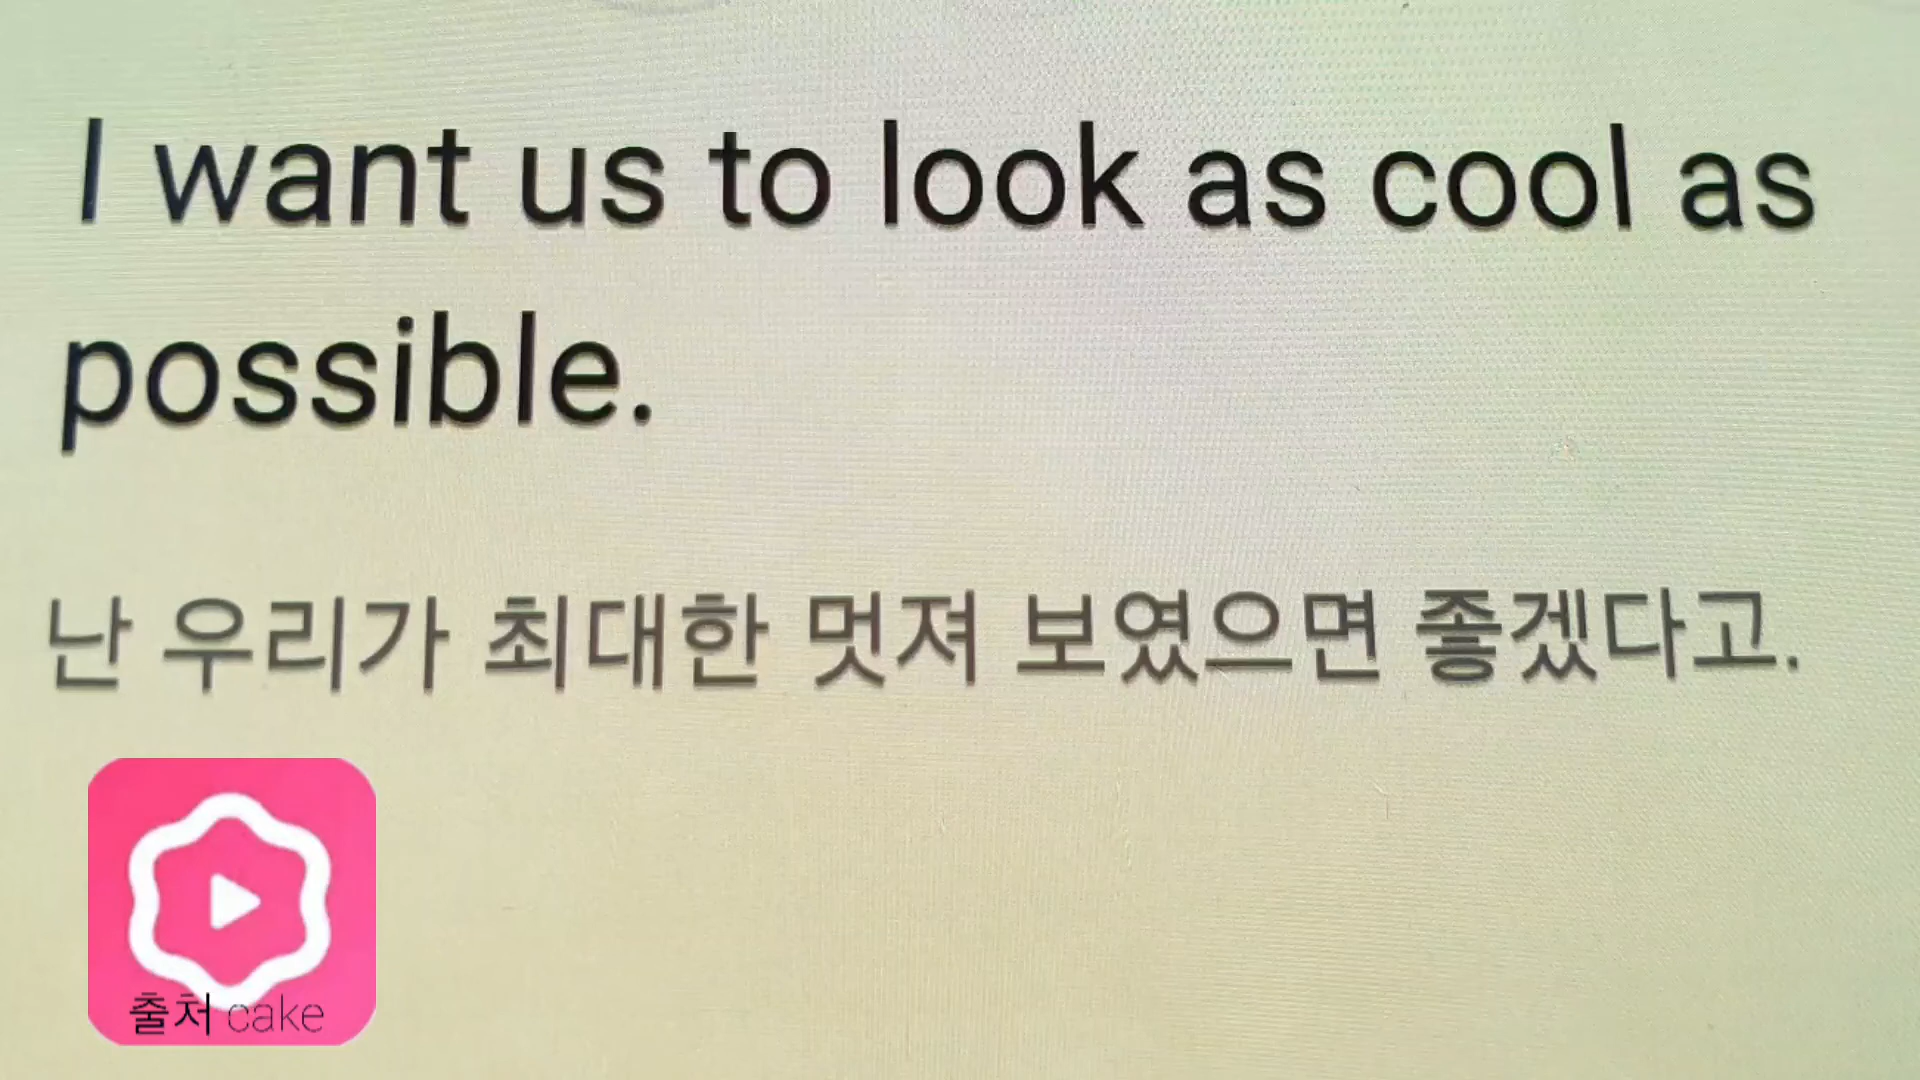 I want us to look as cool as
possible.
난 우리가 최대한 멋져 보였으면 좋겠다고.
출처 cake